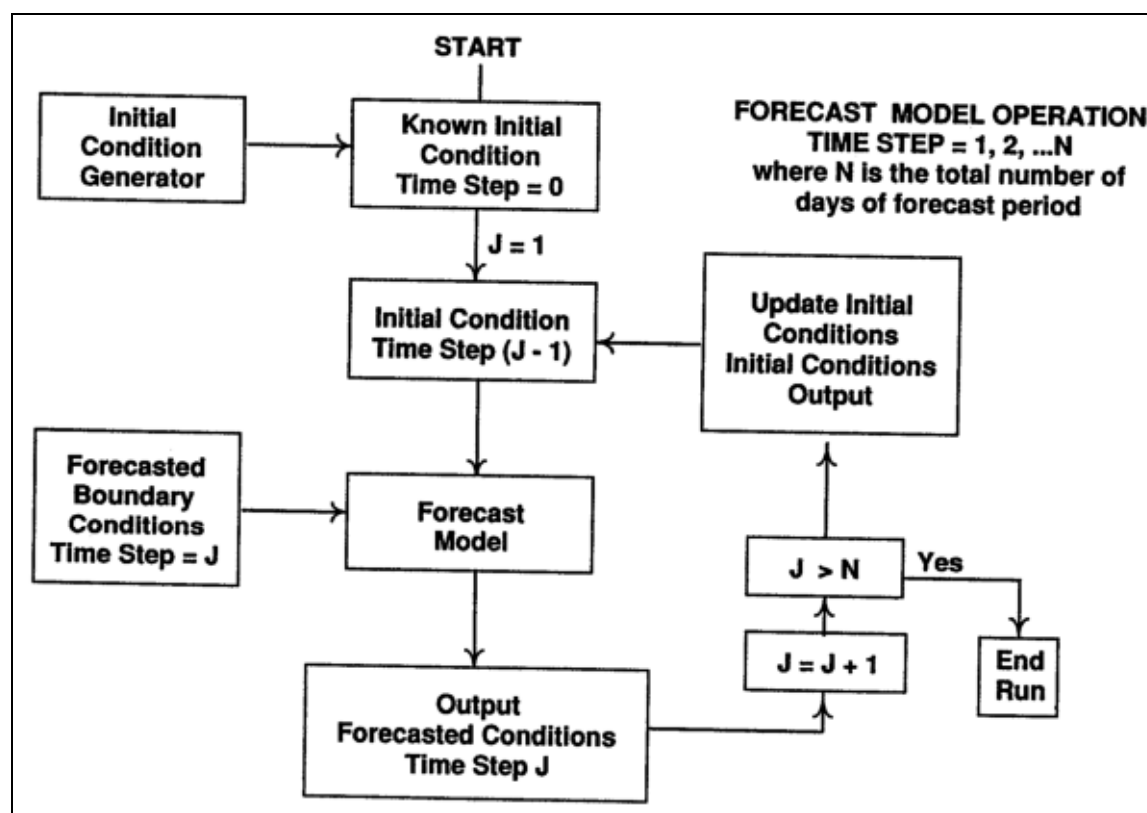 START
Initial
Condition
Generator
Known Initial
Condition
Time Step = 0
FORECAST MODEL OPERATION
TIME STEP = 1, 2, ...N
where N is the total number of
days of forecast period
J = 1
Initial Condition
Time Step (J - 1)
Update Initial
Conditions
Initial Conditions
Output
Forecasted
Boundary
Conditions
Time Step = J
Forecast
Model
J > N
Yes
J = J + 1
End
Run
Output
Forecasted Conditions
Time Step J